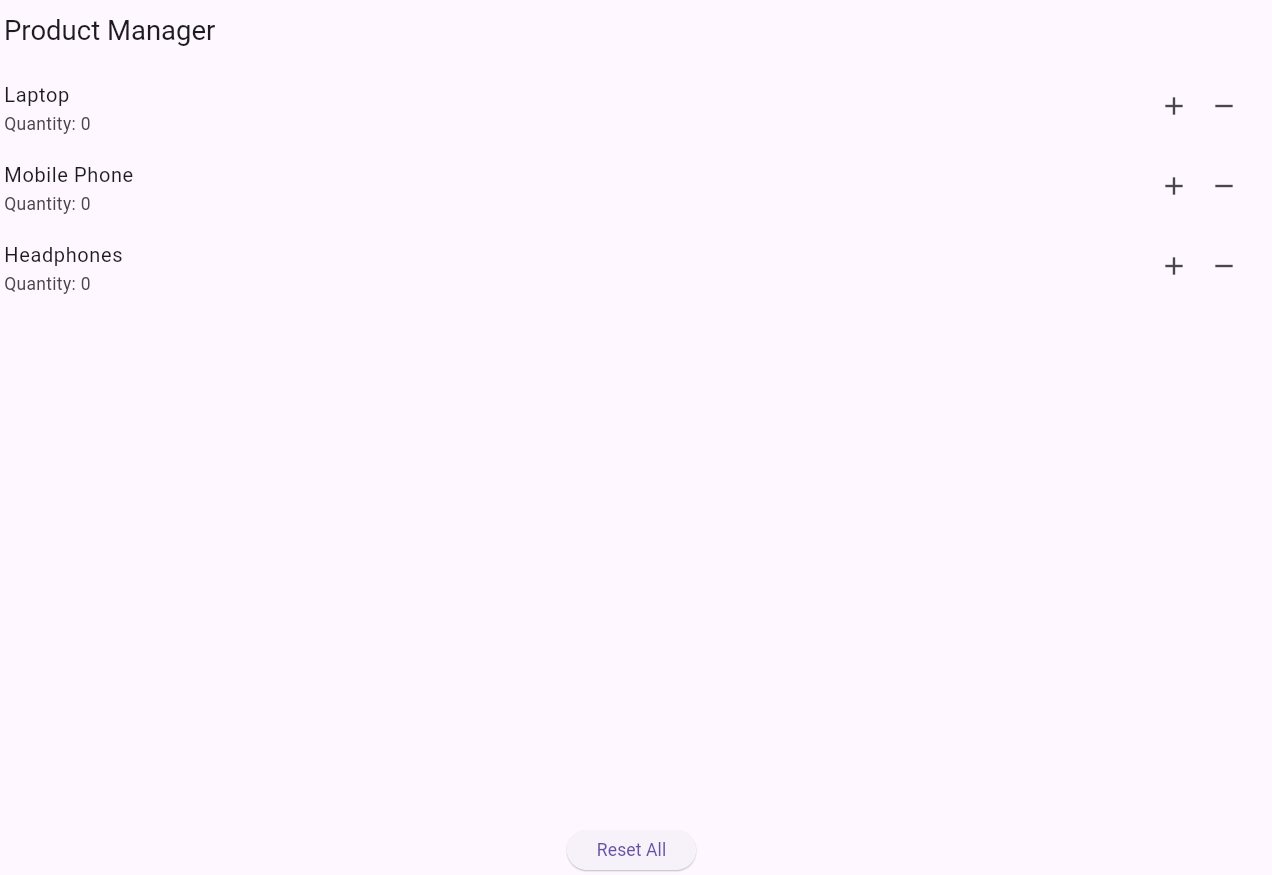 Product Manager
Laptop
Quantity: 0
Mobile Phone
Quantity: 0
Headphones
Quantity: 0
Reset All